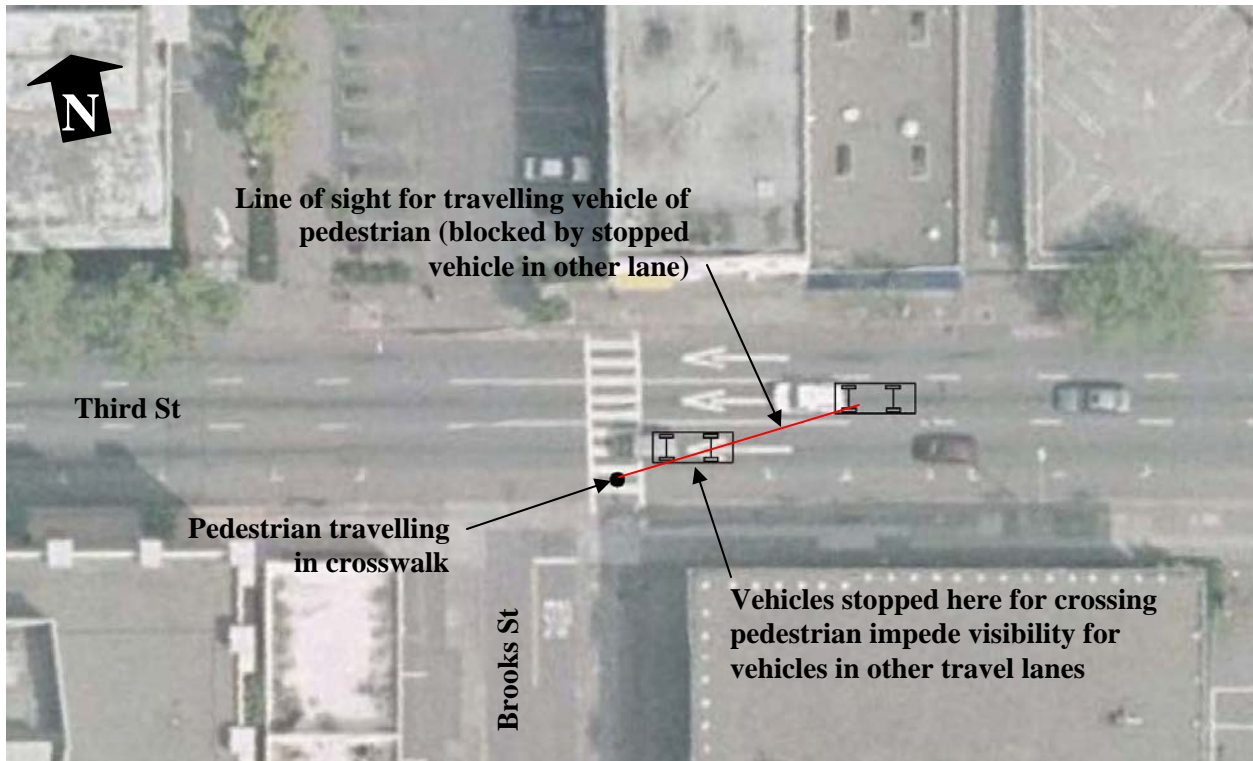 N
Line of sight for travelling vehicle of
pedestrian (blocked by stopped
vehicle in other lane)
Third St
Pedestrian travelling
in crosswalk
Brooks St
Vehicles stopped here for crossing
pedestrian impede visibility for
vehicles in other travel lanes